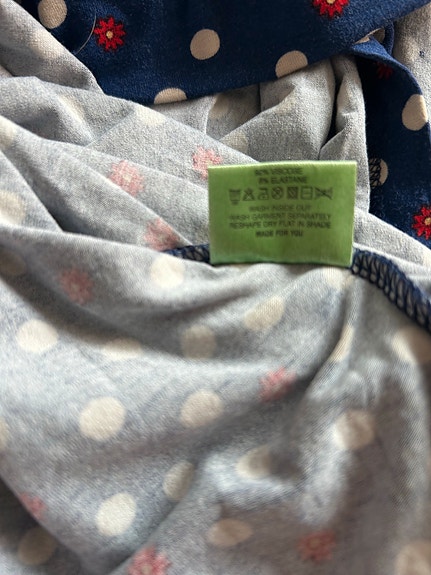 VISCOSE
ELASTANE
WASH INSIDE OUT
WASH GARMENT SEPARATELY
RESHAPE DRY FLAT IN SHADE
MADE FOR YOU